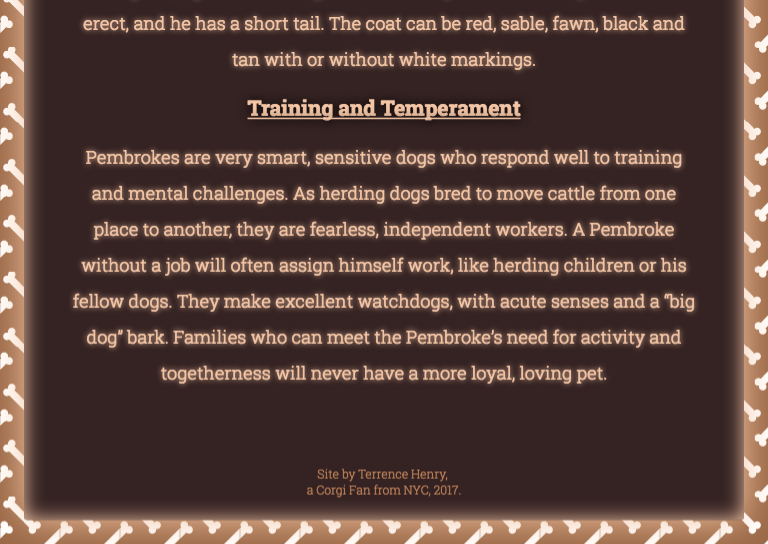 erect, and he has a short tail. The coat can be red, sable, fawn, black and
tan with or without white markings.
Training and Temperament
Pembrokes are very smart, sensitive dogs who respond well to training
and mental challenges. As herding dogs bred to move cattle from one
place to another, they are fearless, independent workers. A Pembroke
without a job will often assign himself work, like herding children or his
fellow dogs. They make excellent watchdogs, with acute senses and a “big
dog” bark. Families who can meet the Pembroke’s need for activity and
togetherness will never have a more loyal, loving pet.
Site by Terrence Henry,
a Corgi Fan from NYC, 2017.